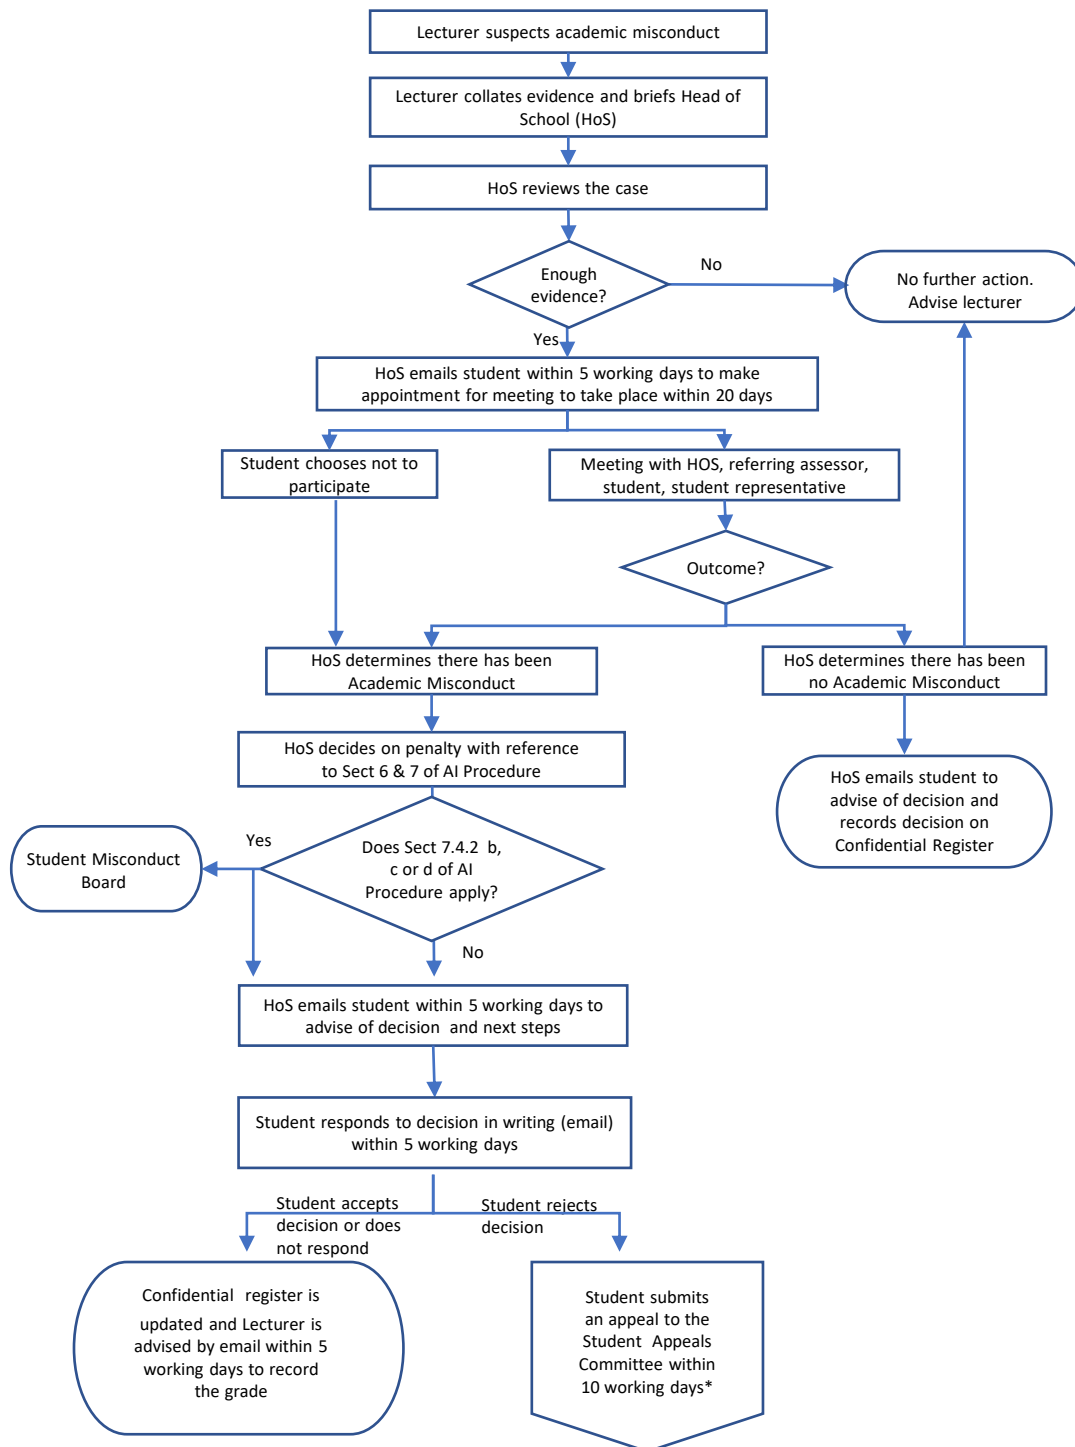 Lecturer suspects academic misconduct
Lecturer collates evidence and briefs Head of
School (HoS)
HoS reviews the case
Enough
evidence?
No
No further action.
Advise lecturer
Yes
HoS emails student within 5 working days to make
appointment for meeting to take place within 20 days
Student chooses not to
participate
Meeting with HOS, referring assessor,
student, student representative
Outcome?
HoS determines there has been
Academic Misconduct
HoS determines there has been
no Academic Misconduct
HoS decides on penalty with reference
to Sect 6 & 7 of AI Procedure
HoS emails student to
advise of decision and
records decision on
Confidential Register
Does Sect 7.4.2 b,
c or d of AI
Procedure apply?
Yes
Student Misconduct
Board
No
HoS emails student within 5 working days to
advise of decision and next steps
Student responds to decision in writing (email)
within 5 working days
Student accepts
decision or does
not respond
Student rejects
decision
Confidential register is
updated and Lecturer is
advised by email within 5
working days to record
the grade
Student submits
an appeal to the
Student Appeals
Committee within
10 working days*